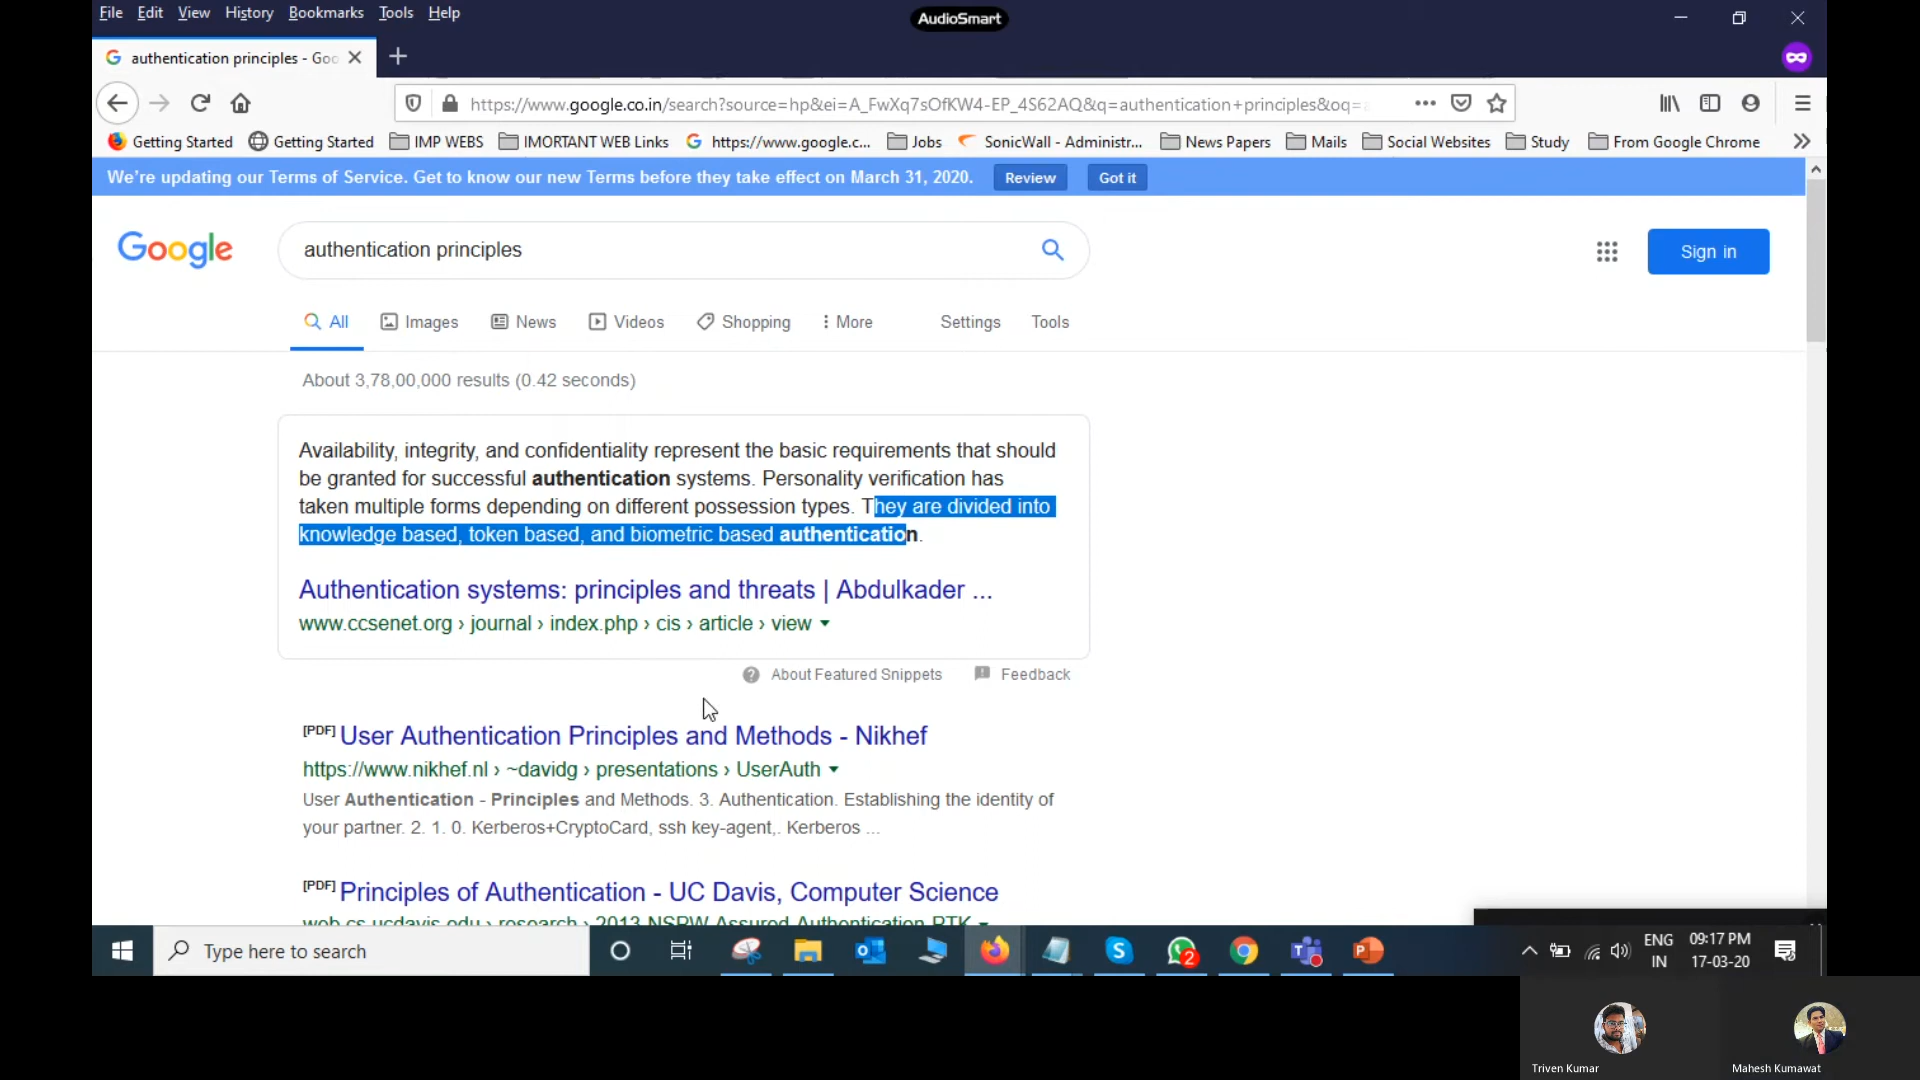 File Edit View History Bookmarks Tools Help
AudioSmart
authentication principles - Goo
https://www.google.co.in/search?source=hp&ei=A_FwXq7sOfKW4-EP_4S62AQ&q=authentication+principles&oq=a
Getting Started Getting Started IMP WEBS IMORTANT WEB Links https://www.google.c... Jobs SonicWall - Administr... News Papers Mails Social Websites Study From Google Chrome
We're updating our Terms of Service. Get to know our new Terms before they take effect on March 31, 2020. Review Got it
Google
authentication principles
Sign in
All Images News Videos Shopping More Settings Tools
About 3,78,00,000 results (0.42 seconds)
Availability, integrity, and confidentiality represent the basic requirements that should
be granted for successful authentication systems. Personality verification has
taken multiple forms depending on different possession types. They are divided into
knowledge based, token based, and biometric based authentication.
Authentication systems: principles and threats | Abdulkader ...
www.ccsenet.org › journal › index.php › cis › article › view
About Featured Snippets Feedback
[PDF] User Authentication Principles and Methods - Nikhef
https://www.nikhef.nl › ~davidg › presentations › UserAuth
User Authentication - Principles and Methods. 3. Authentication. Establishing the identity of
your partner. 2. 1. 0. Kerberos+CryptoCard, ssh key-agent,. Kerberos ...
[PDF] Principles of Authentication - UC Davis, Computer Science
web.cs.ucdavis.edu › research › 2013 NSPW Assured-Authentication RTK
Type here to search
2
ENG 09:17 PM
IN 17-03-20
Triven Kumar Mahesh Kumawat